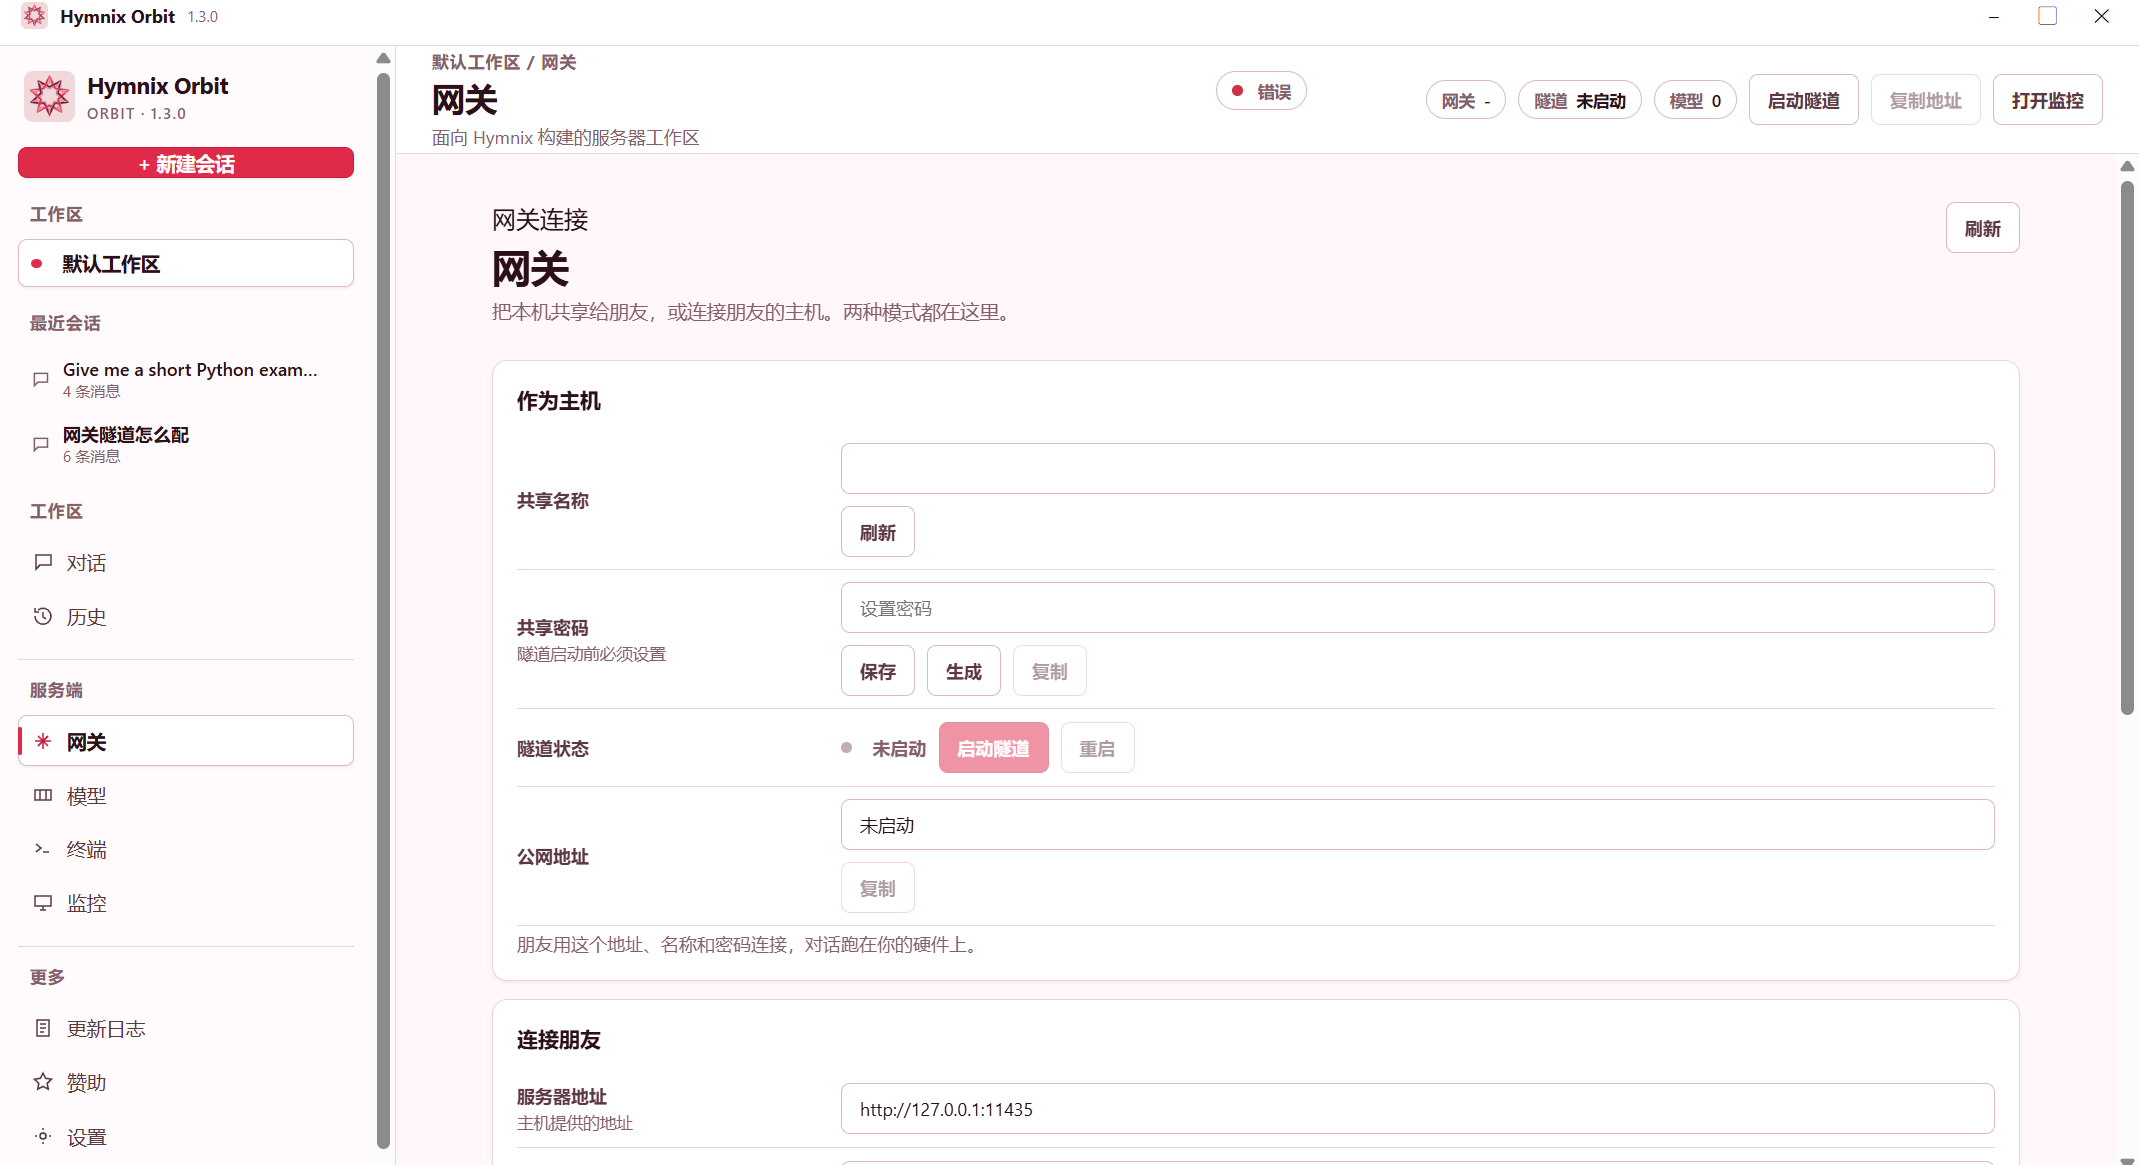 Hymnix Orbit 1.3.0
Hymnix Orbit
ORBIT · 1.3.0
+ 新建会话
工作区
默认工作区
最近会话
Give me a short Python exam...
4 条消息
网关隧道怎么配
6 条消息
工作区
对话
历史
服务端
网关
模型
终端
监控
更多
更新日志
赞助
设置
默认工作区 / 网关
网关
面向 Hymnix 构建的服务器工作区
错误
网关 -
隧道 未启动
模型 0
启动隧道
复制地址
打开监控
网关连接
网关
把本机共享给朋友，或连接朋友的主机。两种模式都在这里。
刷新
作为主机
共享名称
刷新
共享密码
隧道启动前必须设置
设置密码
保存
生成
复制
隧道状态
未启动
启动隧道
重启
公网地址
未启动
复制
朋友用这个地址、名称和密码连接，对话跑在你的硬件上。
连接朋友
服务器地址
主机提供的地址
http://127.0.0.1:11435